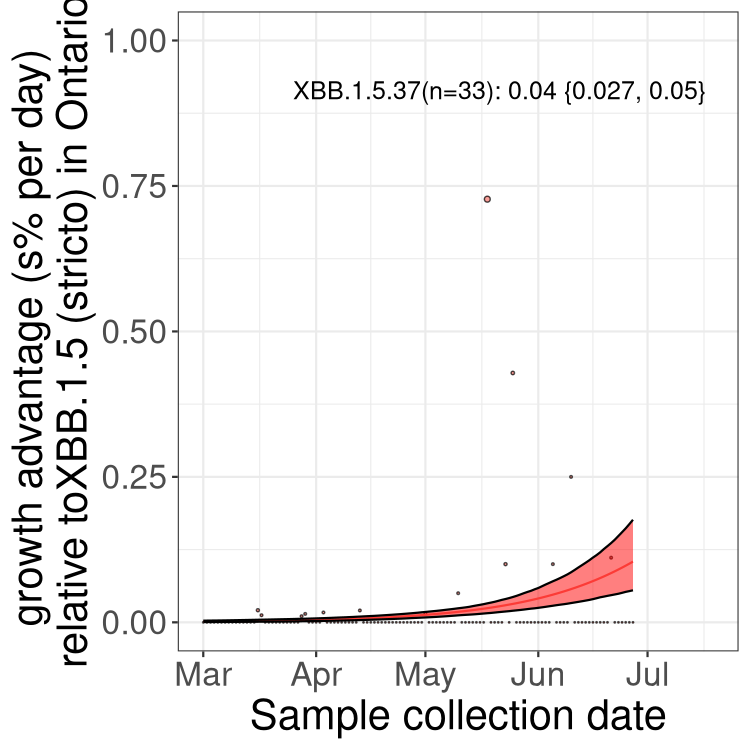 growth advantage (s% per day)
relative toXBB.1.5 (stricto) in Ontario
1.00
XBB.1.5.37(n=33): 0.04 {0.027, 0.05}
0.75
0.50
0.25
0.00
Mar Apr May Jun Jul
Sample collection date